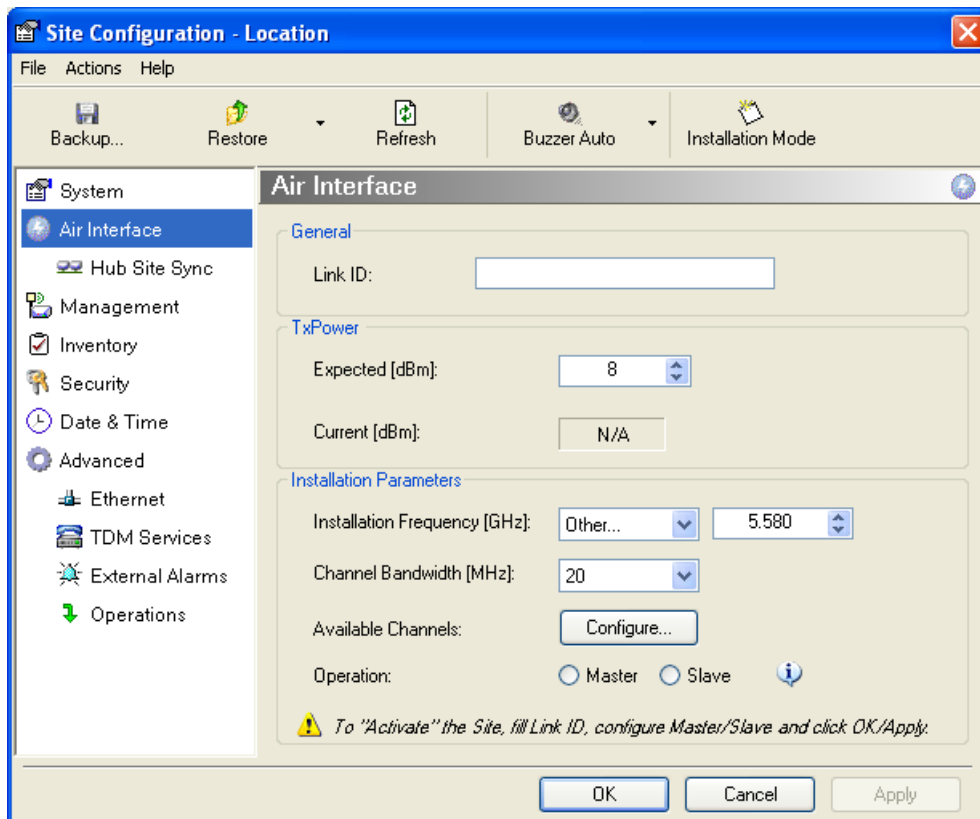 Site Configuration - Location
File Actions Help
Backup... Restore Refresh Buzzer Auto Installation Mode
System
Air Interface
Hub Site Sync
Management
Inventory
Security
Date & Time
Advanced
Ethernet
TDM Services
External Alarms
Operations
Air Interface
General
Link ID:
TxPower
Expected [dBm]: 8
Current [dBm]: N/A
Installation Parameters
Installation Frequency [GHz]: Other... 5.580
Channel Bandwidth [MHz]: 20
Available Channels: Configure...
Operation: Master Slave
To "Activate" the Site, fill Link ID, configure Master/Slave and click OK/Apply.
OK Cancel Apply